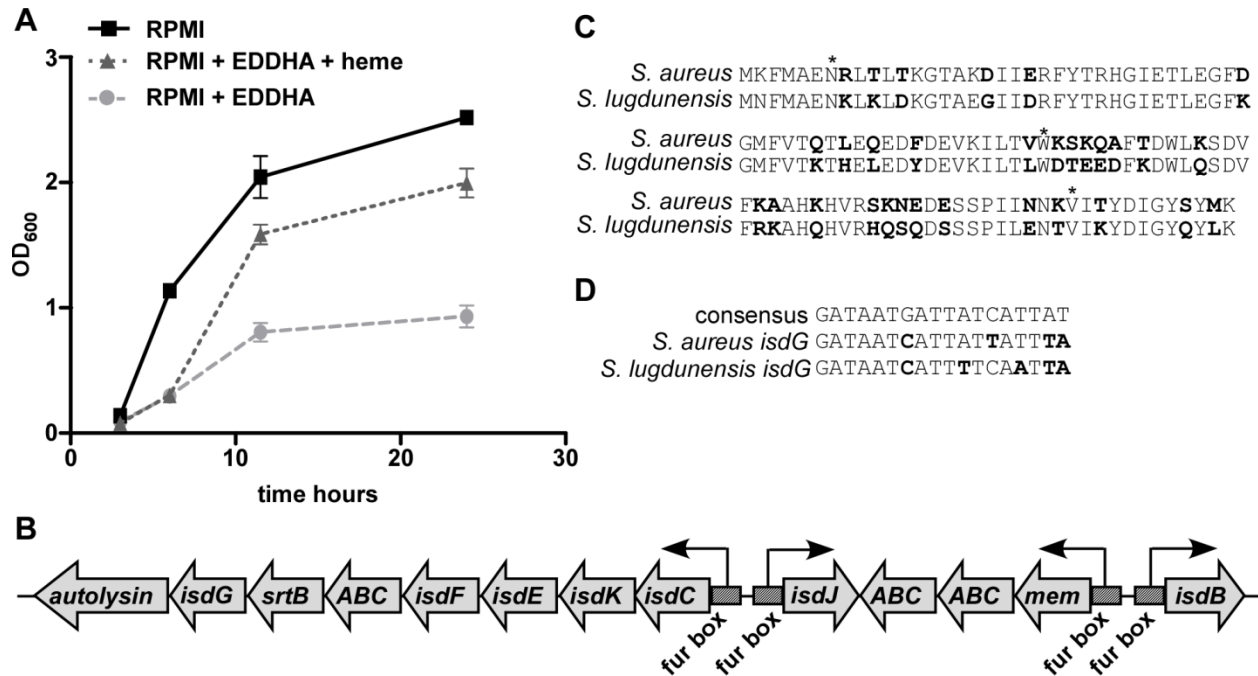 A
RPMI
RPMI + EDDHA + heme
RPMI + EDDHA
3
2
1
0
OD600
0
10
20
30
time hours
C
*
S. aureus MKFMAENRLTLTKGTAKDIIERFYTRHGIETLEGFD
S. lugdunensis MNFMAENKLKLDKGTAEGIIDRFYTRHGIETLEGFK
*
S. aureus GMFVTQTLEQEDFDEVKILTVWKSKQAFTDWLKSDV
S. lugdunensis GMFVTKTHELEDYDEVKILTLWDTEEDFKDWLQSDV
*
S. aureus FKAAHKHVRSKNEDESSPIINNKVITYDIGYSYMK
S. lugdunensis FRKAHQHVRHQSQDSSSPILENTVIKYDIGYQYLK
D
consensus GATAATGATTATCATTAT
S. aureus isdG GATAATCATTATTATTTA
S. lugdunensis isdG GATAATCATTTTCAATTA
B
autolysin isdG srtB ABC isdF isdE isdK isdC isdJ ABC ABC mem isdB
fur box fur box fur box fur box